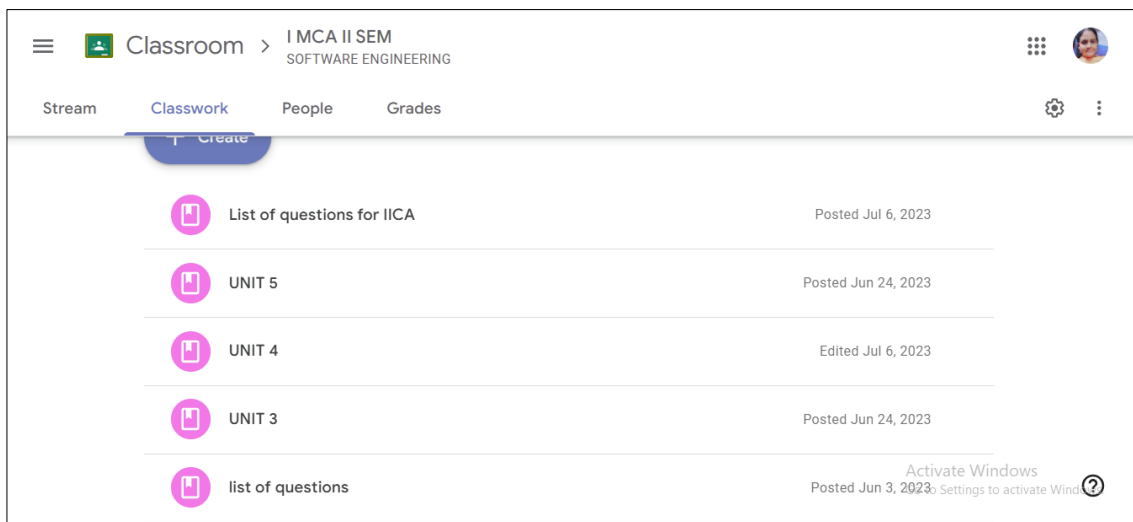 Classroom > I MCA II SEM
SOFTWARE ENGINEERING
Stream Classwork People Grades
+ Create
List of questions for IICA Posted Jul 6, 2023
UNIT 5 Posted Jun 24, 2023
UNIT 4 Edited Jul 6, 2023
UNIT 3 Posted Jun 24, 2023
Activate Windows
list of questions Posted Jun 3, 2023
to Settings to activate Windows